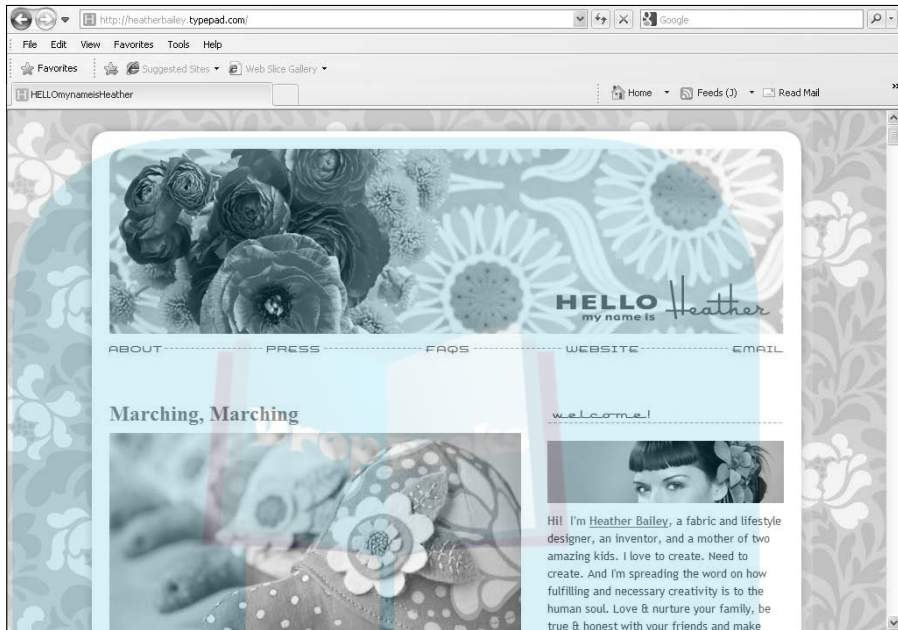 http://heatherbailey.typepad.com/
Google
File Edit View Favorites Tools Help
Favorites Suggested Sites Web Slice Gallery
HELLOmynameisHeather
Home Feeds (J) Read Mail »
HELLO Heather
my name is
ABOUT PRESS FAQS WEBSITE EMAIL
Marching, Marching
welcome!
Hi! I'm Heather Bailey, a fabric and lifestyle
designer, an inventor, and a mother of two
amazing kids. I love to create. Need to
create. And I'm spreading the word on how
fulfilling and necessary creativity is to the
human soul. Love & nurture your family, be
true & honest with your friends and make